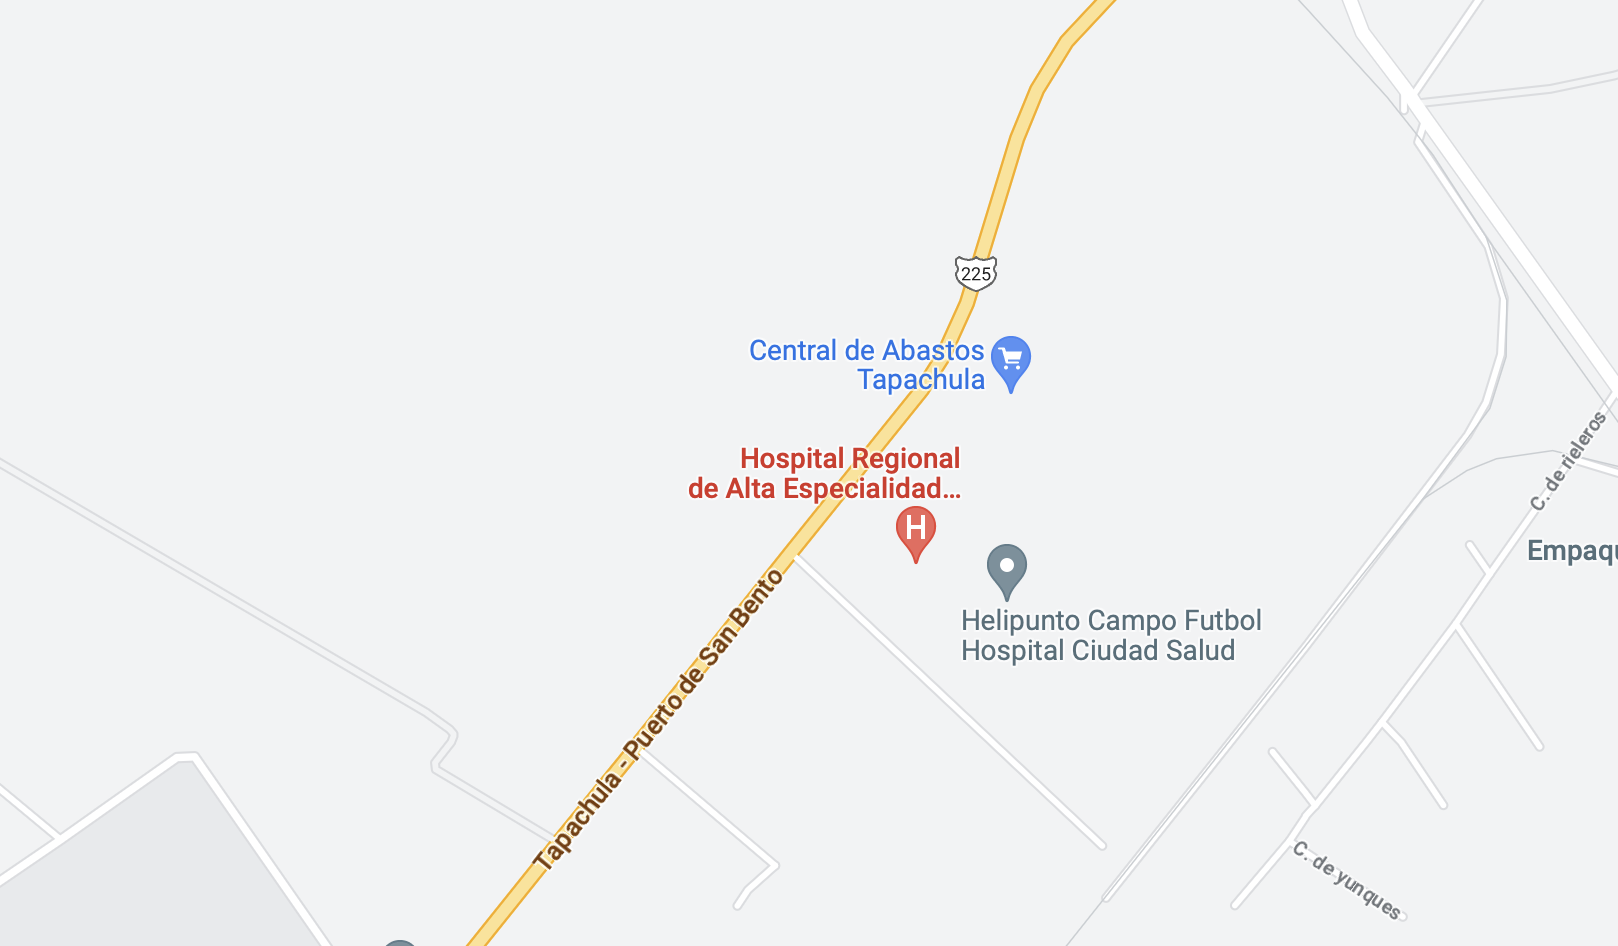 225
Central de Abastos
Tapachula
Hospital Regional
de Alta Especialidad...
H
Helipunto Campo Futbol
Hospital Ciudad Salud
Tapachula - Puerto de San Bento
C. de rieleros
Empaqu
C. de yunques